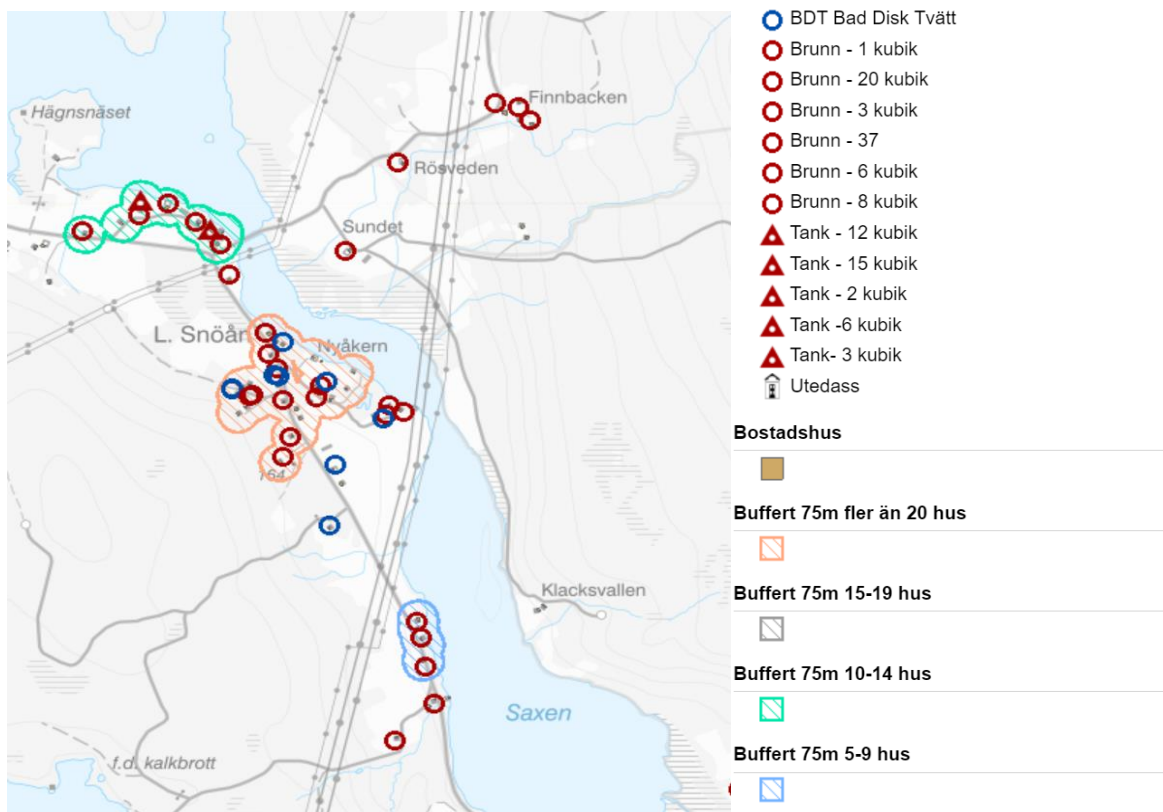 Hägnsnäset
Finnbacken
Rösveden
Sundet
L. Snöån
Nyåkern
164
Klacksvallen
Saxen
f.d. kalkbrott
BDT Bad Disk Tvätt
Brunn - 1 kubik
Brunn - 20 kubik
Brunn - 3 kubik
Brunn - 37
Brunn - 6 kubik
Brunn - 8 kubik
Tank - 12 kubik
Tank - 15 kubik
Tank - 2 kubik
Tank -6 kubik
Tank- 3 kubik
Utedass
Bostadshus
Buffert 75m fler än 20 hus
Buffert 75m 15-19 hus
Buffert 75m 10-14 hus
Buffert 75m 5-9 hus